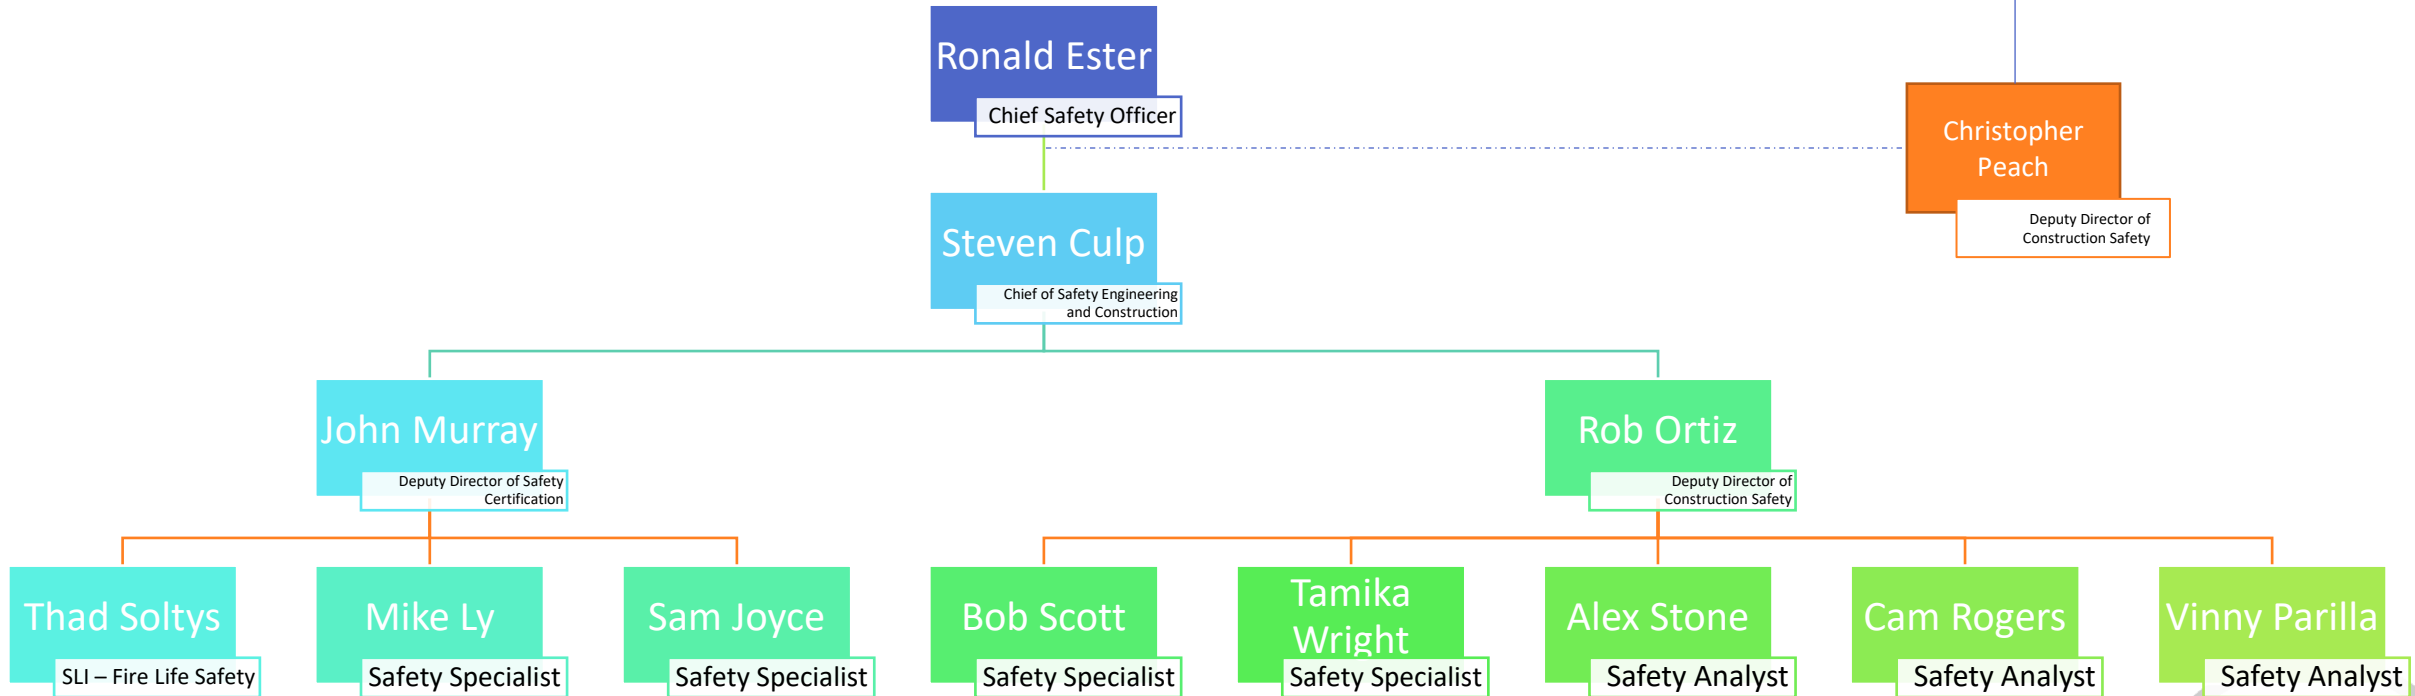 Ronald Ester
Chief Safety Officer
Christopher
Peach
Deputy Director of
Construction Safety
Steven Culp
Chief of Safety Engineering
and Construction
John Murray
Deputy Director of Safety
Certification
Rob Ortiz
Deputy Director of
Construction Safety
Thad Soltys
SLI – Fire Life Safety
Mike Ly
Safety Specialist
Sam Joyce
Safety Specialist
Bob Scott
Safety Specialist
Tamika
Wright
Safety Specialist
Alex Stone
Safety Analyst
Cam Rogers
Safety Analyst
Vinny Parilla
Safety Analyst